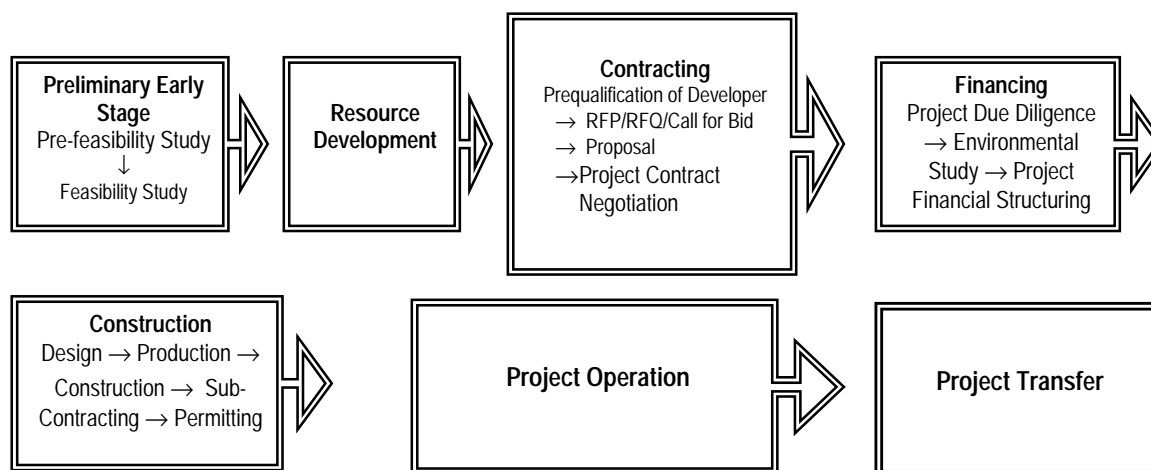 Preliminary Early
Stage
Pre-feasibility Study
↓
Feasibility Study
Resource
Development
Contracting
Prequalification of Developer
→ RFP/RFQ/Call for Bid
→ Proposal
→Project Contract
Negotiation
Financing
Project Due Diligence
→ Environmental
Study → Project
Financial Structuring
Construction
Design → Production →
Construction → Sub-
Contracting → Permitting
Project Operation
Project Transfer